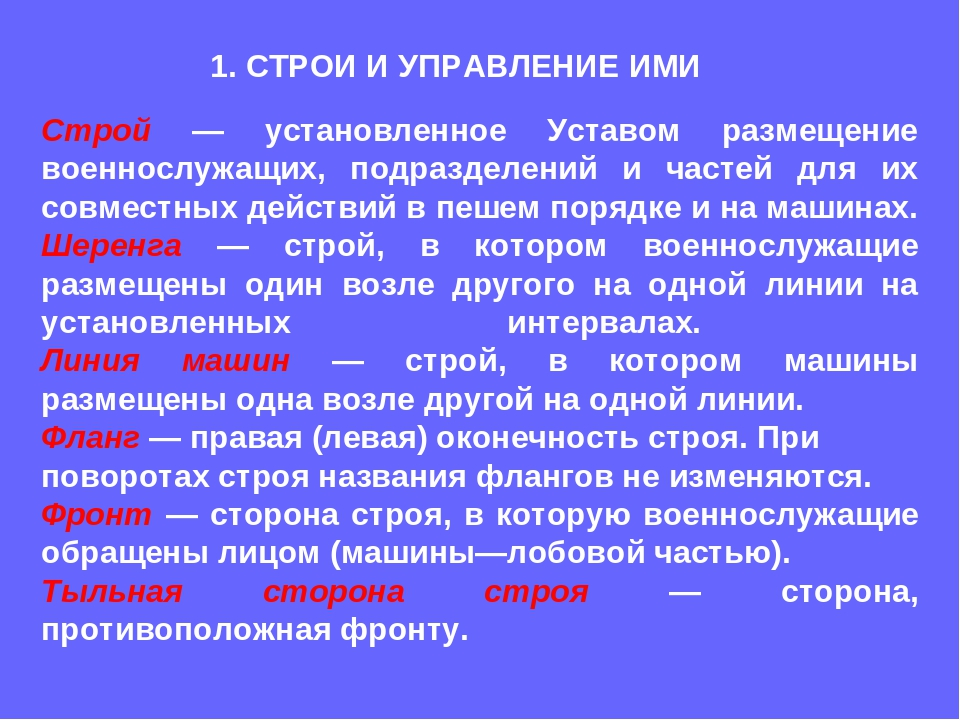 1. СТРОИ И УПРАВЛЕНИЕ ИМИ
Строй — установленное Уставом размещение
военнослужащих, подразделений и частей для их
совместных действий в пешем порядке и на машинах.
Шеренга — строй, в котором военнослужащие
размещены один возле другого на одной линии на
установленных интервалах.
Линия машин — строй, в котором машины
размещены одна возле другой на одной линии.
Фланг — правая (левая) оконечность строя. При
поворотах строя названия флангов не изменяются.
Фронт — сторона строя, в которую военнослужащие
обращены лицом (машины—лобовой частью).
Тыльная сторона строя — сторона,
противоположная фронту.